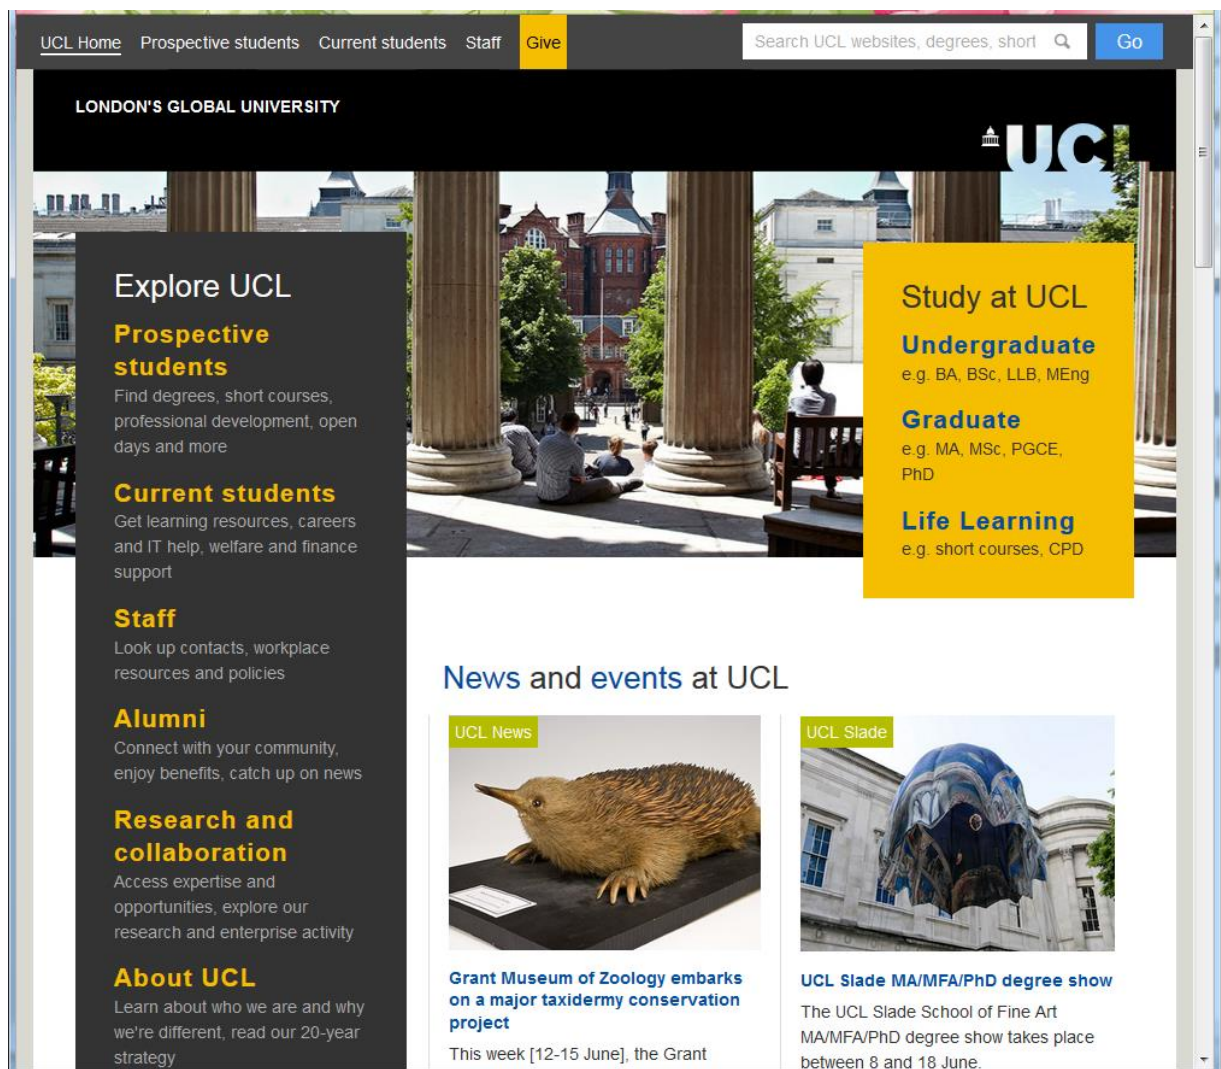 UCL Home Prospective students Current students Staff Give
Search UCL websites, degrees, short
Go
LONDON'S GLOBAL UNIVERSITY
UCL
Explore UCL
Prospective
students
Find degrees, short courses,
professional development, open
days and more
Current students
Get learning resources, careers
and IT help, welfare and finance
support
Staff
Look up contacts, workplace
resources and policies
Alumni
Connect with your community,
enjoy benefits, catch up on news
Research and
collaboration
Access expertise and
opportunities, explore our
research and enterprise activity
About UCL
Learn about who we are and why
we're different, read our 20-year
strategy
Study at UCL
Undergraduate
e.g. BA, BSc, LLB, MEng
Graduate
e.g. MA, MSc, PGCE,
PhD
Life Learning
e.g. short courses, CPD
News and events at UCL
UCL News
Grant Museum of Zoology embarks
on a major taxidermy conservation
project
This week [12-15 June], the Grant
UCL Slade
UCL Slade MA/MFA/PhD degree show
The UCL Slade School of Fine Art
MA/MFA/PhD degree show takes place
between 8 and 18 June.